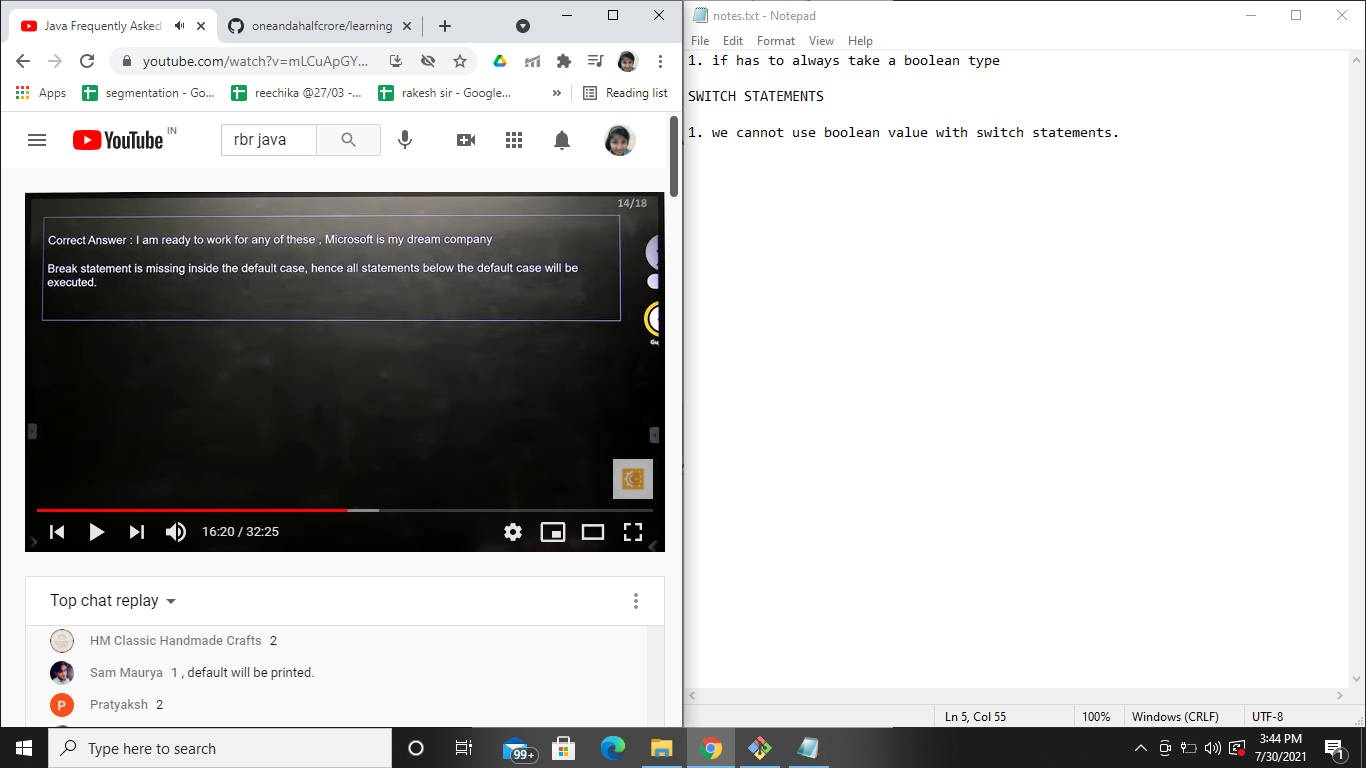 Java Frequently Asked
oneandahalfcrore/learning
youtube.com/watch?v=mLCuApGY...
Apps
segmentation - Go...
reechika @27/03 -...
rakesh sir - Google...
»
Reading list
YouTube IN
rbr java
14/18
Correct Answer : I am ready to work for any of these , Microsoft is my dream company
Break statement is missing inside the default case, hence all statements below the default case will be
executed.
16:20 / 32:25
Top chat replay
HM Classic Handmade Crafts 2
Sam Maurya 1 , default will be printed.
P
Pratyaksh 2
notes.txt - Notepad
File Edit Format View Help
1. if has to always take a boolean type
SWITCH STATEMENTS
1. we cannot use boolean value with switch statements.
Ln 5, Col 55
100%
Windows (CRLF)
UTF-8
Type here to search
99+
3:44 PM
7/30/2021
1